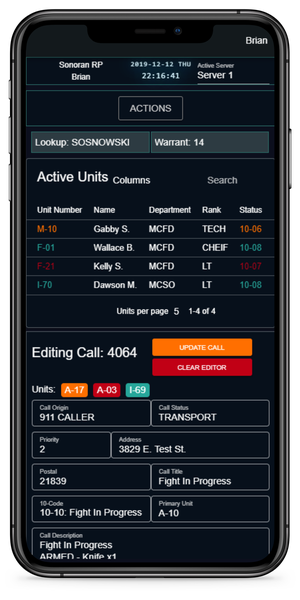 Brian
Sonoran RP
Brian
2019-12-12 THU
22:16:41
Active Server
Server 1
ACTIONS
Lookup: SOSNOWSKI
Warrant: 14
Active Units Columns Search
Unit Number Name Department Rank Status
M-10 Gabby S. MCFD TECH 10-06
F-01 Wallace B. MCFD CHEIF 10-08
F-21 Kelly S. MCFD LT 10-07
I-70 Dawson M. MCSO LT 10-08
Units per page 5 1-4 of 4
Editing Call: 4064
UPDATE CALL
CLEAR EDITOR
Units: A-17 A-03 I-69
Call Origin
911 CALLER
Call Status
TRANSPORT
Priority
2
Address
3829 E. Test St.
Postal
21839
Call Title
Fight In Progress
10-Code
10-10: Fight In Progress
Primary Unit
A-10
Call Description
Fight In Progress
ARMED - Knife x1